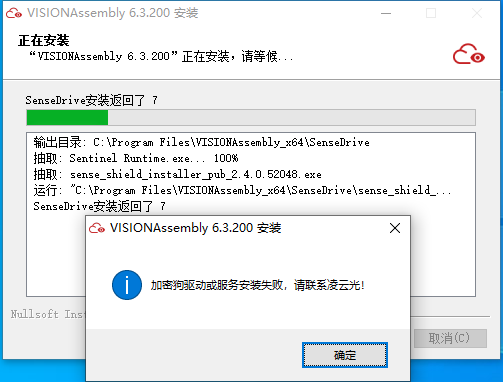 VISIONAssembly 6.3.200 安装
正在安装
“VISIONAssembly 6.3.200”正在安装，请等候...
SenseDrive安装返回了 7
输出目录: C:\Program Files\VISIONAssembly_x64\SenseDrive
抽取: Sentinel Runtime.exe... 100%
抽取: sense_shield_installer_pub_2.4.0.52048.exe
运行: "C:\Program Files\VISIONAssembly_x64\SenseDrive\sense_shield_...
SenseDrive安装返回了 7
VISIONAssembly 6.3.200 安装
加密狗驱动或服务安装失败，请联系凌云光!
确定
Nullsoft Inst
取消(C)